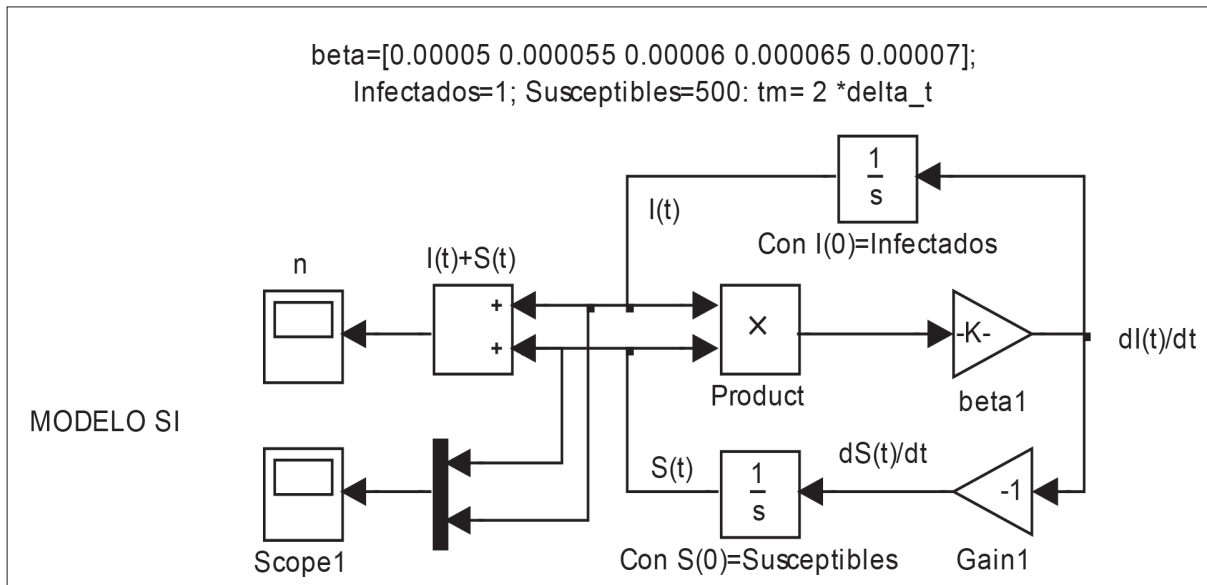 beta=[0.00005 0.000055 0.00006 0.000065 0.00007];
Infectados=1; Susceptibles=500: tm= 2 *delta_t
1
s
I(t)
Con I(0)=Infectados
n
I(t)+S(t)
+
+
×
-K-
dI(t)/dt
Product
beta1
MODELO SI
S(t)
1
s
dS(t)/dt
-1
Scope1
Con S(0)=Susceptibles
Gain1